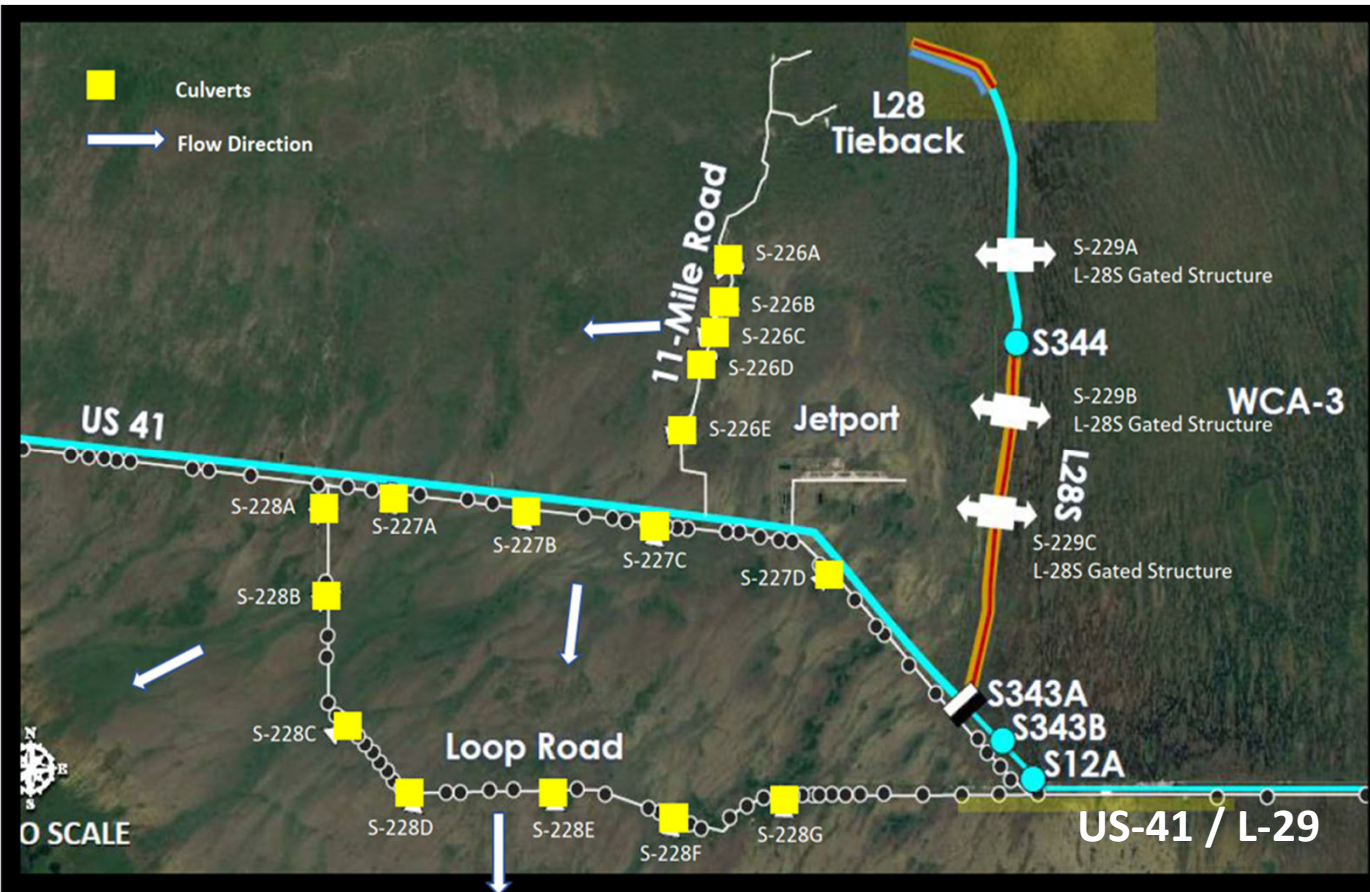 Culverts
Flow Direction
L28
Tieback
11-Mile Road
S-226A
S-226B
S-226C
S-226D
S-226E
S-229A
L-28S Gated Structure
S344
S-229B
L-28S Gated Structure
WCA-3
L28S
S-229C
L-28S Gated Structure
Jetport
US 41
S-228A
S-227A
S-227B
S-227C
S-227D
S-228B
S-228C
Loop Road
S343A
S343B
S12A
N
E
S
O SCALE
S-228D
S-228E
S-228F
S-228G
US-41 / L-29